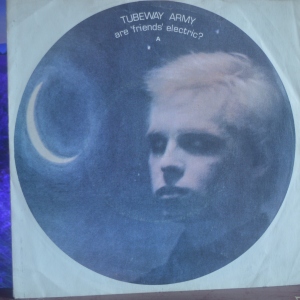 TUBEWAY ARMY
are 'friends' electric?
A